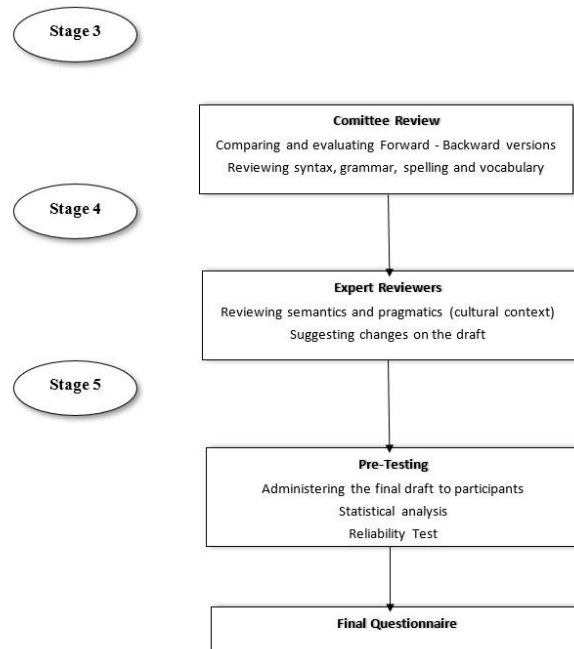 Stage 3
Comittee Review
Comparing and evaluating Forward - Backward versions
Reviewing syntax, grammar, spelling and vocabulary
Stage 4
Expert Reviewers
Reviewing semantics and pragmatics (cultural context)
Suggesting changes on the draft
Stage 5
Pre-Testing
Administering the final draft to participants
Statistical analysis
Reliability Test
Final Questionnaire